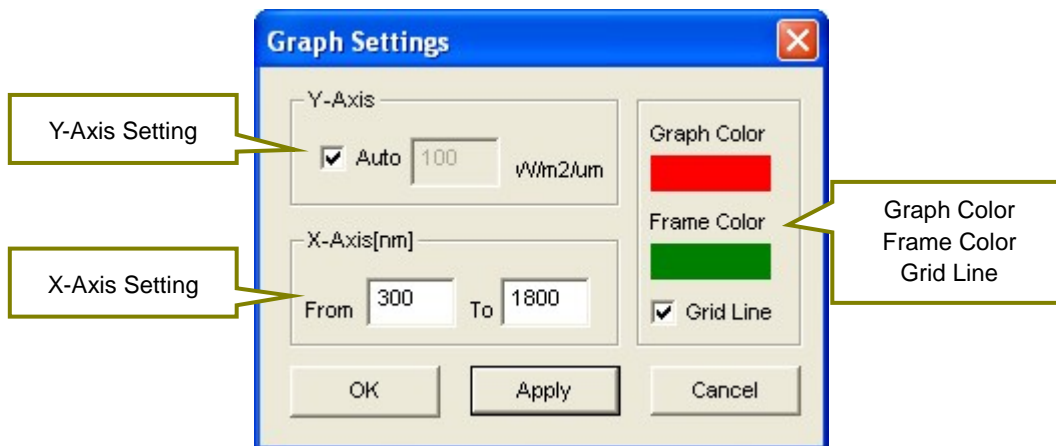 Graph Settings
Y-Axis Setting
Y-Axis
Auto 100 W/m2/um
X-Axis Setting
X-Axis[nm]
From 300 To 1800
Graph Color
Frame Color
Grid Line
Graph Color
Frame Color
Grid Line
OK Apply Cancel